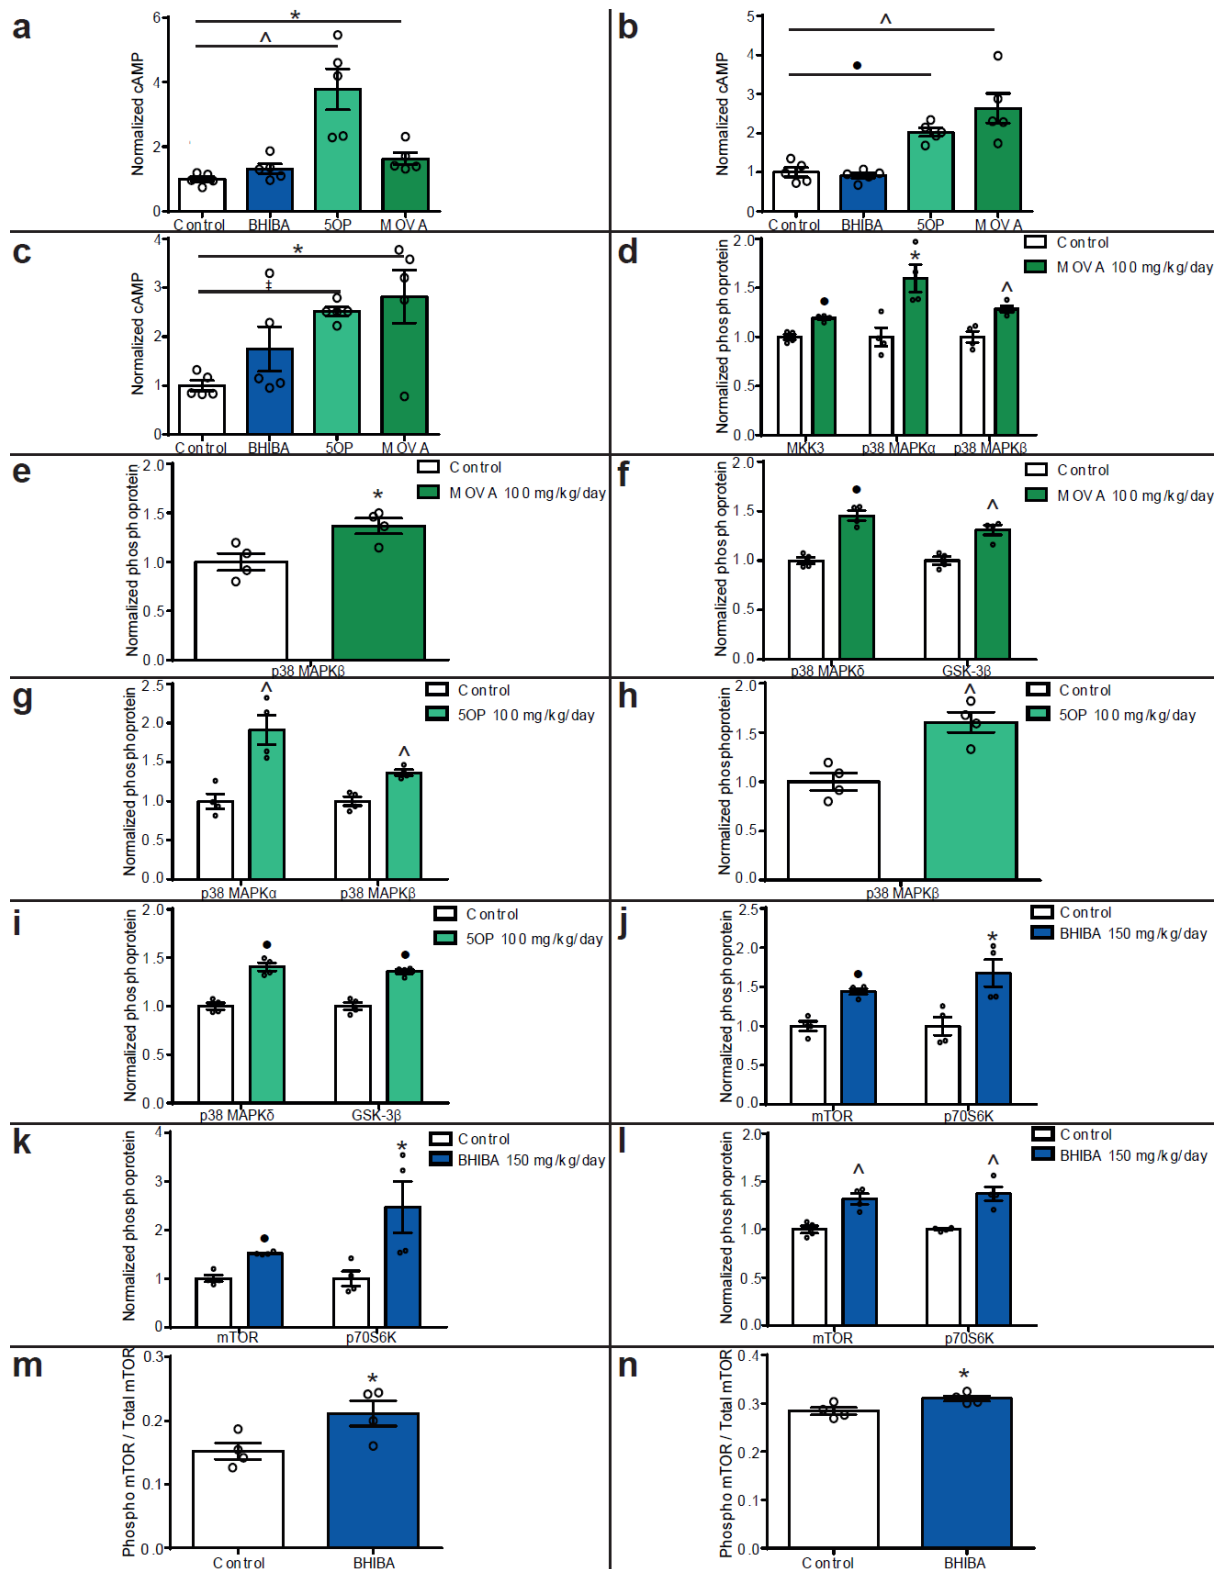 a
Normalized cAMP
6
4
2
0
*
^
Control BHIBA 5OP MOVA
b
Normalized cAMP
5
4
3
2
1
0
^
●
Control BHIBA 5OP MOVA
c
Normalized cAMP
4
3
2
1
0
*
‡
Control BHIBA 5OP MOVA
d
Normalized phosphoprotein
2.0
1.5
1.0
0.5
0.0
Control
MOVA 100 mg/kg/day
● * ^
MKK3 p38 MAPKα p38 MAPKβ
e
Normalized phosphoprotein
2.0
1.5
1.0
0.5
0.0
Control
MOVA 100 mg/kg/day
*
p38 MAPKβ
f
Normalized phosphoprotein
2.0
1.5
1.0
0.5
0.0
Control
MOVA 100 mg/kg/day
● ^
p38 MAPKδ GSK-3β
g
Normalized phosphoprotein
2.5
2.0
1.5
1.0
0.5
0.0
Control
5OP 100 mg/kg/day
^ ^
p38 MAPKα p38 MAPKβ
h
Normalized phosphoprotein
2.0
1.5
1.0
0.5
0.0
Control
5OP 100 mg/kg/day
^
p38 MAPKβ
i
Normalized phosphoprotein
2.0
1.5
1.0
0.5
0.0
Control
5OP 100 mg/kg/day
● ●
p38 MAPKδ GSK-3β
j
Normalized phosphoprotein
2.5
2.0
1.5
1.0
0.5
0.0
Control
BHIBA 150 mg/kg/day
● *
mTOR p70S6K
k
Normalized phosphoprotein
4
3
2
1
0
Control
BHIBA 150 mg/kg/day
● *
mTOR p70S6K
l
Normalized phosphoprotein
2.0
1.5
1.0
0.5
0.0
Control
BHIBA 150 mg/kg/day
^ ^
mTOR p70S6K
m
Phospho mTOR / Total mTOR
0.3
0.2
0.1
0.0
*
Control BHIBA
n
Phospho mTOR / Total mTOR
0.4
0.3
0.2
0.1
0.0
*
Control BHIBA